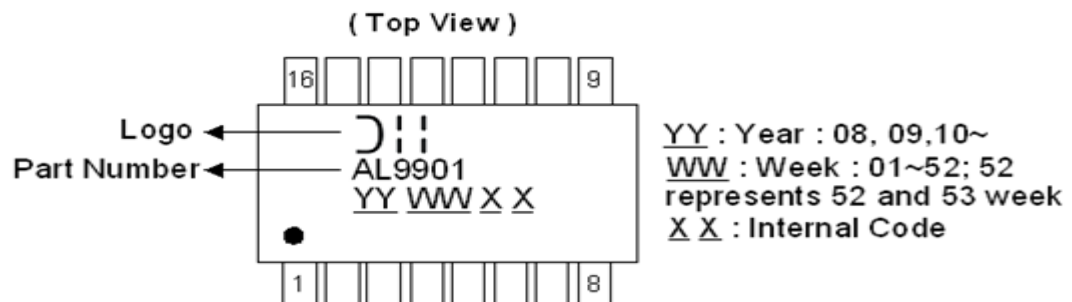 ( Top View )
16 9
Logo
Part Number
AL9901
YY WW X X
1 8
YY : Year : 08, 09,10~
WW : Week : 01~52; 52
represents 52 and 53 week
X X : Internal Code